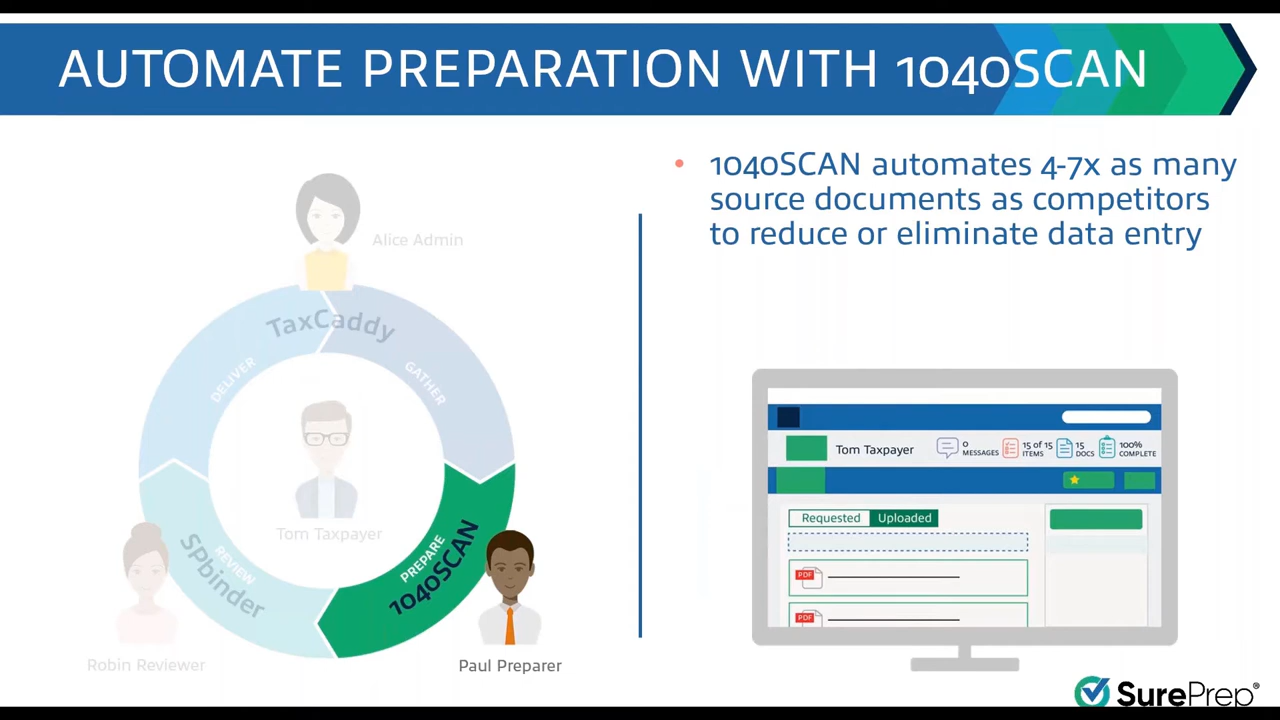 AUTOMATE PREPARATION WITH 1040SCAN
1040SCAN automates 4-7x as many
source documents as competitors
to reduce or eliminate data entry
Alice Admin
TaxCaddy
DELIVER
GATHER
Tom Taxpayer
SPbinder
REVIEW
PREPARE
1040SCAN
Robin Reviewer
Paul Preparer
Tom Taxpayer
0
MESSAGES
15 of 15
ITEMS
15
DOCS
100%
COMPLETE
Requested
Uploaded
PDF
PDF
SurePrep®